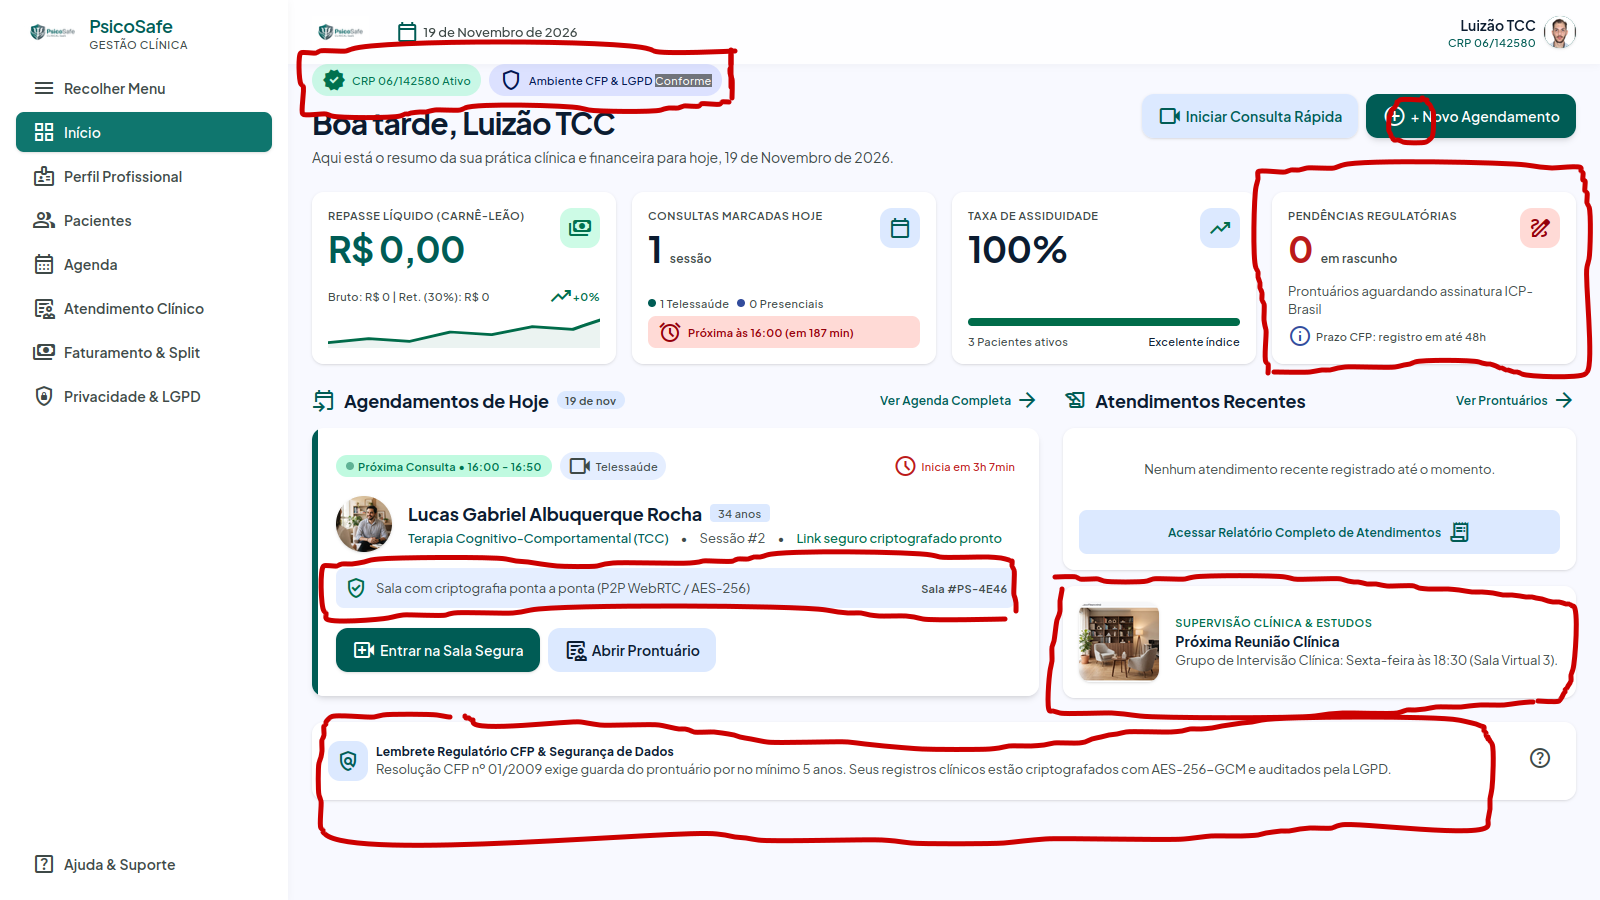 PsicoSafe
PsicoSafe
GESTÃO CLÍNICA
Recolher Menu
Início
Perfil Profissional
Pacientes
Agenda
Atendimento Clínico
Faturamento & Split
Privacidade & LGPD
Ajuda & Suporte
PsicoSafe
19 de Novembro de 2026
Luizão TCC
CRP 06/142580
CRP 06/142580 Ativo
Ambiente CFP & LGPD Conforme
Boa tarde, Luizão TCC
Aqui está o resumo da sua prática clínica e financeira para hoje, 19 de Novembro de 2026.
Iniciar Consulta Rápida
+ Novo Agendamento
REPASSE LÍQUIDO (CARNÊ-LEÃO)
R$ 0,00
Bruto: R$ 0 | Ret. (30%): R$ 0
+0%
CONSULTAS MARCADAS HOJE
1 sessão
1 Telessaúde
0 Presenciais
Próxima às 16:00 (em 187 min)
TAXA DE ASSIDUIDADE
100%
3 Pacientes ativos
Excelente índice
PENDÊNCIAS REGULATÓRIAS
0 em rascunho
Prontuários aguardando assinatura ICP-
Brasil
Prazo CFP: registro em até 48h
Agendamentos de Hoje
19 de nov
Ver Agenda Completa
Próxima Consulta • 16:00 - 16:50
Telessaúde
Inicia em 3h 7min
Lucas Gabriel Albuquerque Rocha
34 anos
Terapia Cognitivo-Comportamental (TCC) • Sessão #2 • Link seguro criptografado pronto
Sala com criptografia ponta a ponta (P2P WebRTC / AES-256)
Sala #PS-4E46
Entrar na Sala Segura
Abrir Prontuário
Atendimentos Recentes
Ver Prontuários
Nenhum atendimento recente registrado até o momento.
Acessar Relatório Completo de Atendimentos
SUPERVISÃO CLÍNICA & ESTUDOS
Próxima Reunião Clínica
Grupo de Intervisão Clínica: Sexta-feira às 18:30 (Sala Virtual 3).
Lembrete Regulatório CFP & Segurança de Dados
Resolução CFP nº 01/2009 exige guarda do prontuário por no mínimo 5 anos. Seus registros clínicos estão criptografados com AES-256-GCM e auditados pela LGPD.